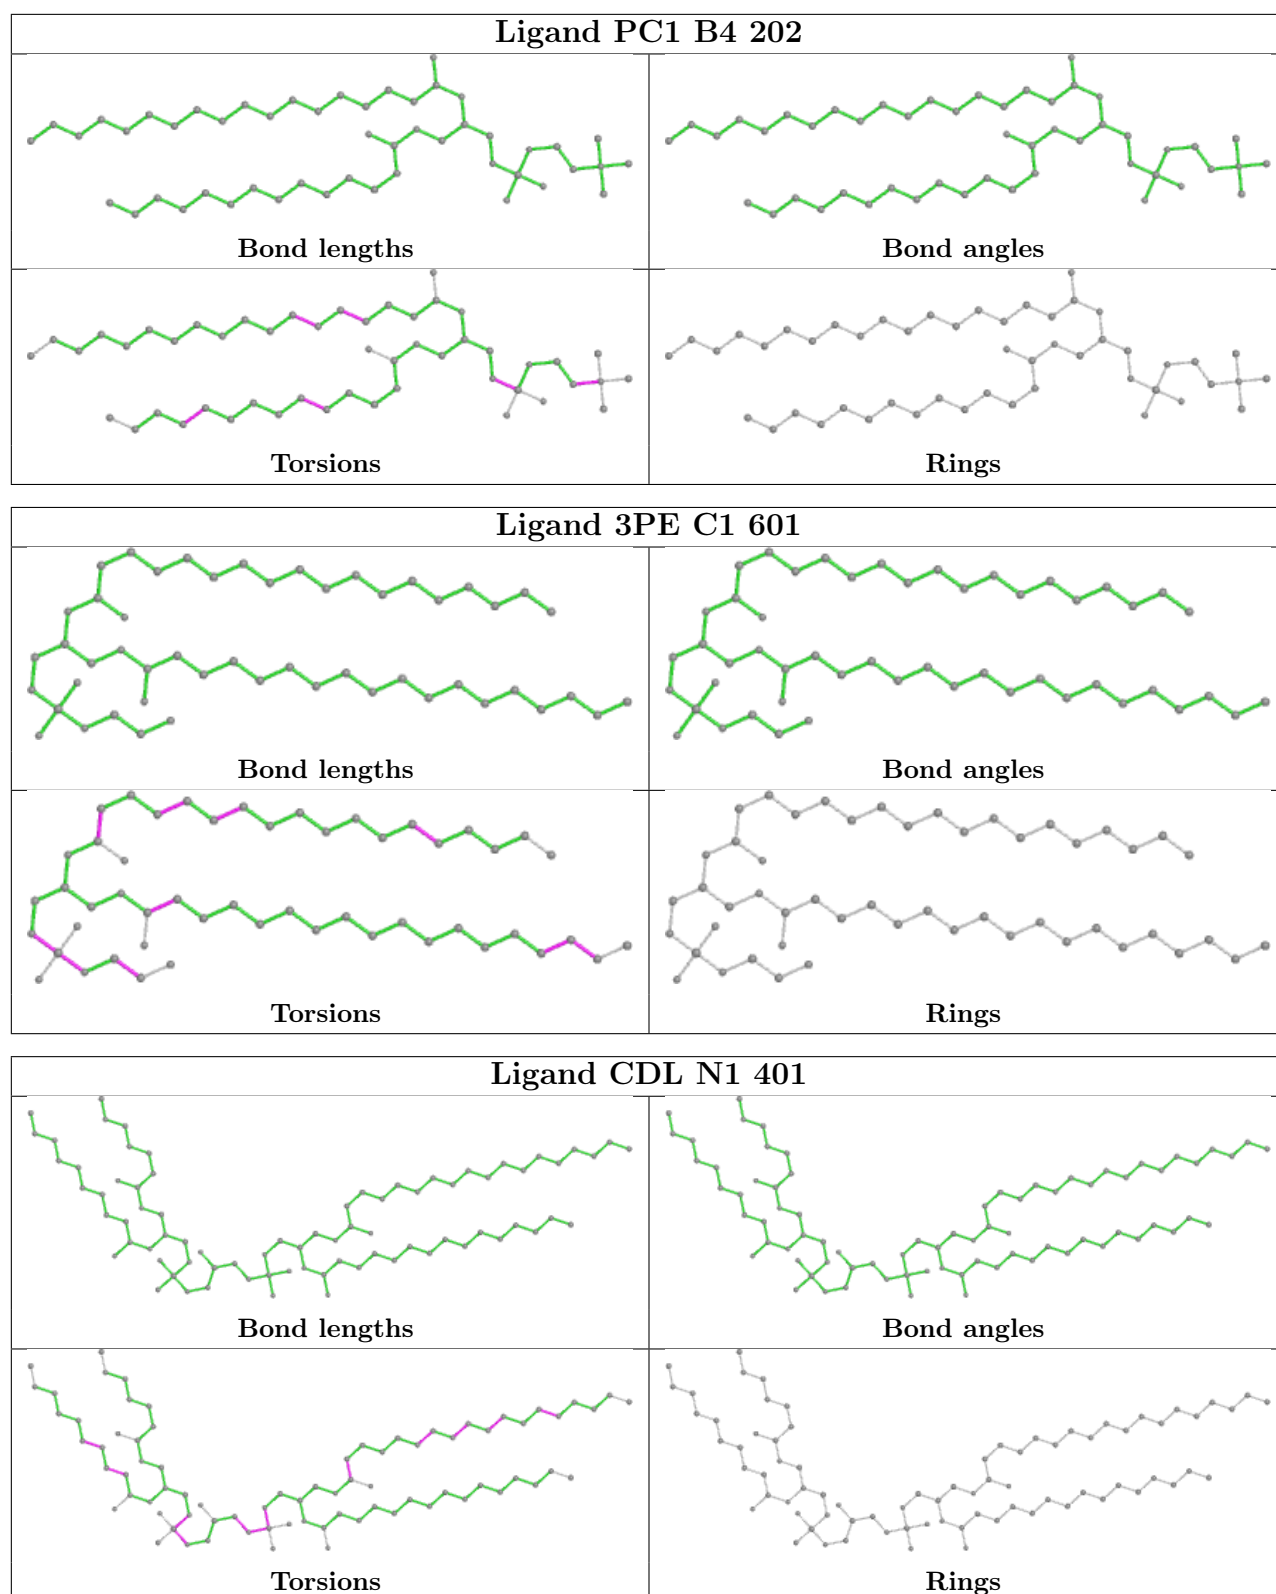 Ligand PC1 B4 202
Bond lengths
Bond angles
Torsions
Rings
Ligand 3PE C1 601
Bond lengths
Bond angles
Torsions
Rings
Ligand CDL N1 401
Bond lengths
Bond angles
Torsions
Rings